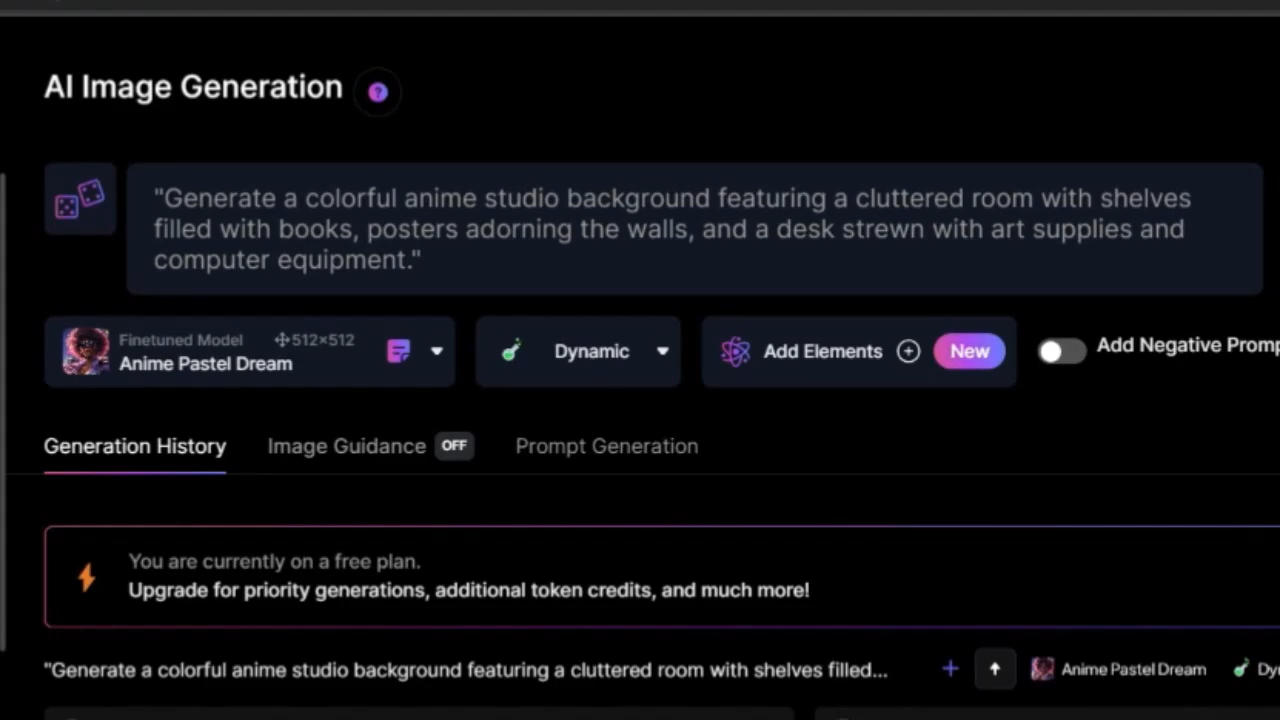 AI Image Generation
?
"Generate a colorful anime studio background featuring a cluttered room with shelves
filled with books, posters adorning the walls, and a desk strewn with art supplies and
computer equipment."
Finetuned Model 512×512
Anime Pastel Dream
Dynamic
Add Elements
New
Add Negative Promp
Generation History
Image Guidance OFF
Prompt Generation
You are currently on a free plan.
Upgrade for priority generations, additional token credits, and much more!
"Generate a colorful anime studio background featuring a cluttered room with shelves filled...
Anime Pastel Dream
Dy